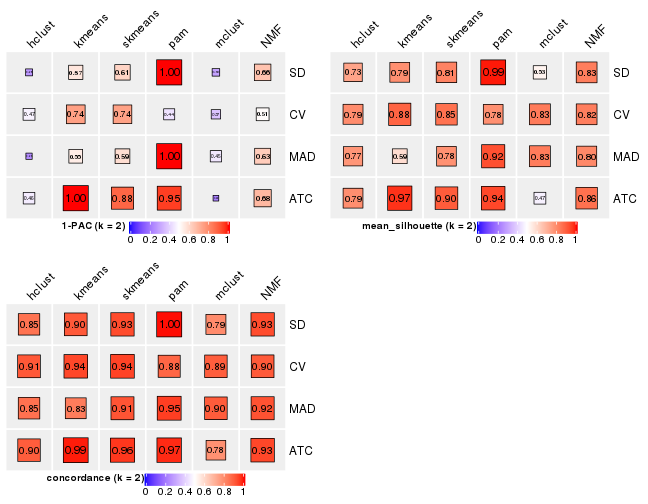 hclust kmeans skmeans pam mclust NMF
0.57 0.61 1.00 0.66 SD
0.47 0.74 0.74 0.51 CV
0.55 0.59 1.00 0.45 0.63 MAD
0.46 1.00 0.88 0.95 0.68 ATC
1-PAC (k = 2)
0 0.2 0.4 0.6 0.8 1
hclust kmeans skmeans pam mclust NMF
0.73 0.79 0.81 0.99 0.53 0.83 SD
0.79 0.88 0.85 0.78 0.83 0.82 CV
0.77 0.59 0.78 0.92 0.83 0.80 MAD
0.79 0.97 0.90 0.94 0.47 0.86 ATC
mean_silhouette (k = 2)
0 0.2 0.4 0.6 0.8 1
hclust kmeans skmeans pam mclust NMF
0.85 0.90 0.93 1.00 0.79 0.93 SD
0.91 0.94 0.94 0.88 0.89 0.90 CV
0.85 0.83 0.91 0.95 0.90 0.92 MAD
0.90 0.99 0.96 0.97 0.78 0.93 ATC
concordance (k = 2)
0 0.2 0.4 0.6 0.8 1